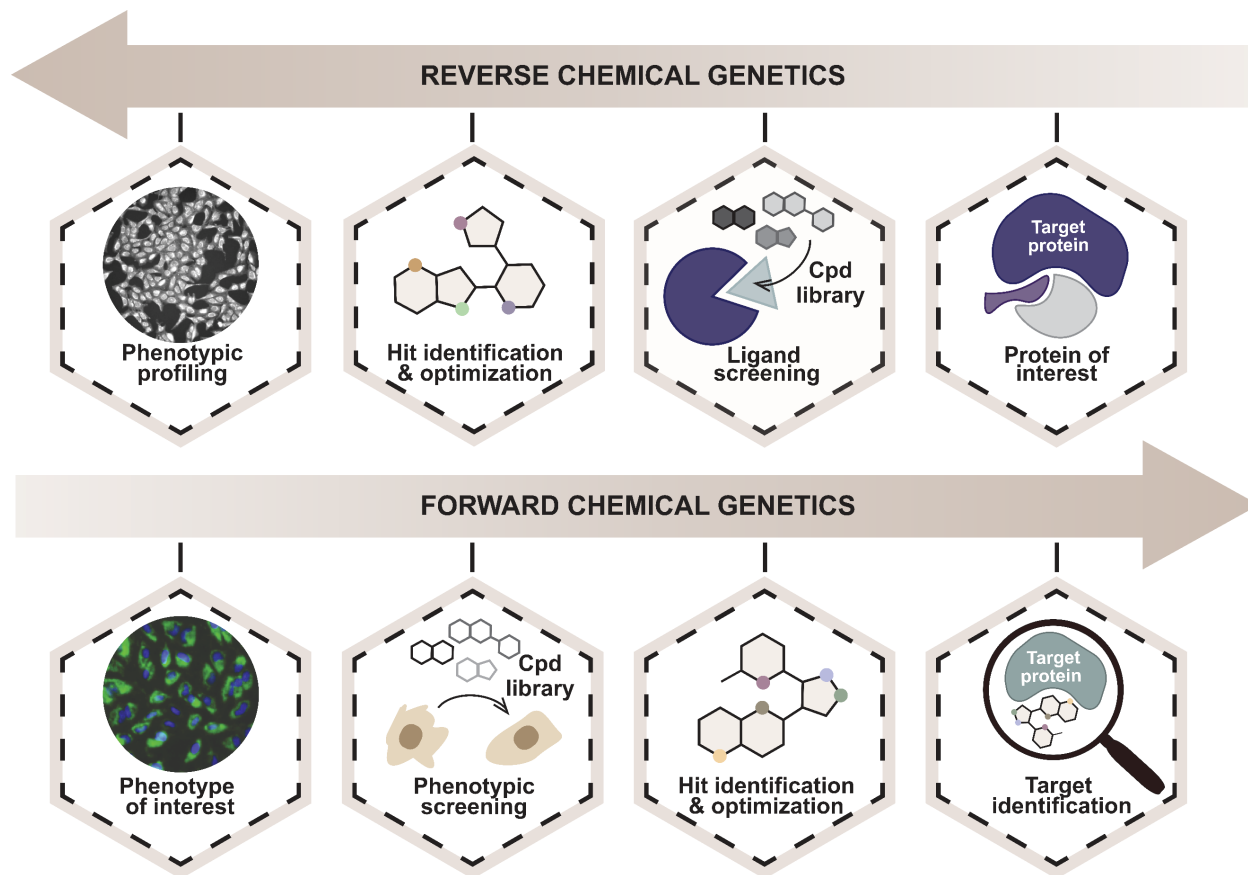 REVERSE CHEMICAL GENETICS
Phenotypic
profiling
Hit identification
& optimization
Cpd
library
Ligand
screening
Target
protein
Protein of
interest
FORWARD CHEMICAL GENETICS
Phenotype
of interest
Cpd
library
Phenotypic
screening
Hit identification
& optimization
Target
protein
Target
identification